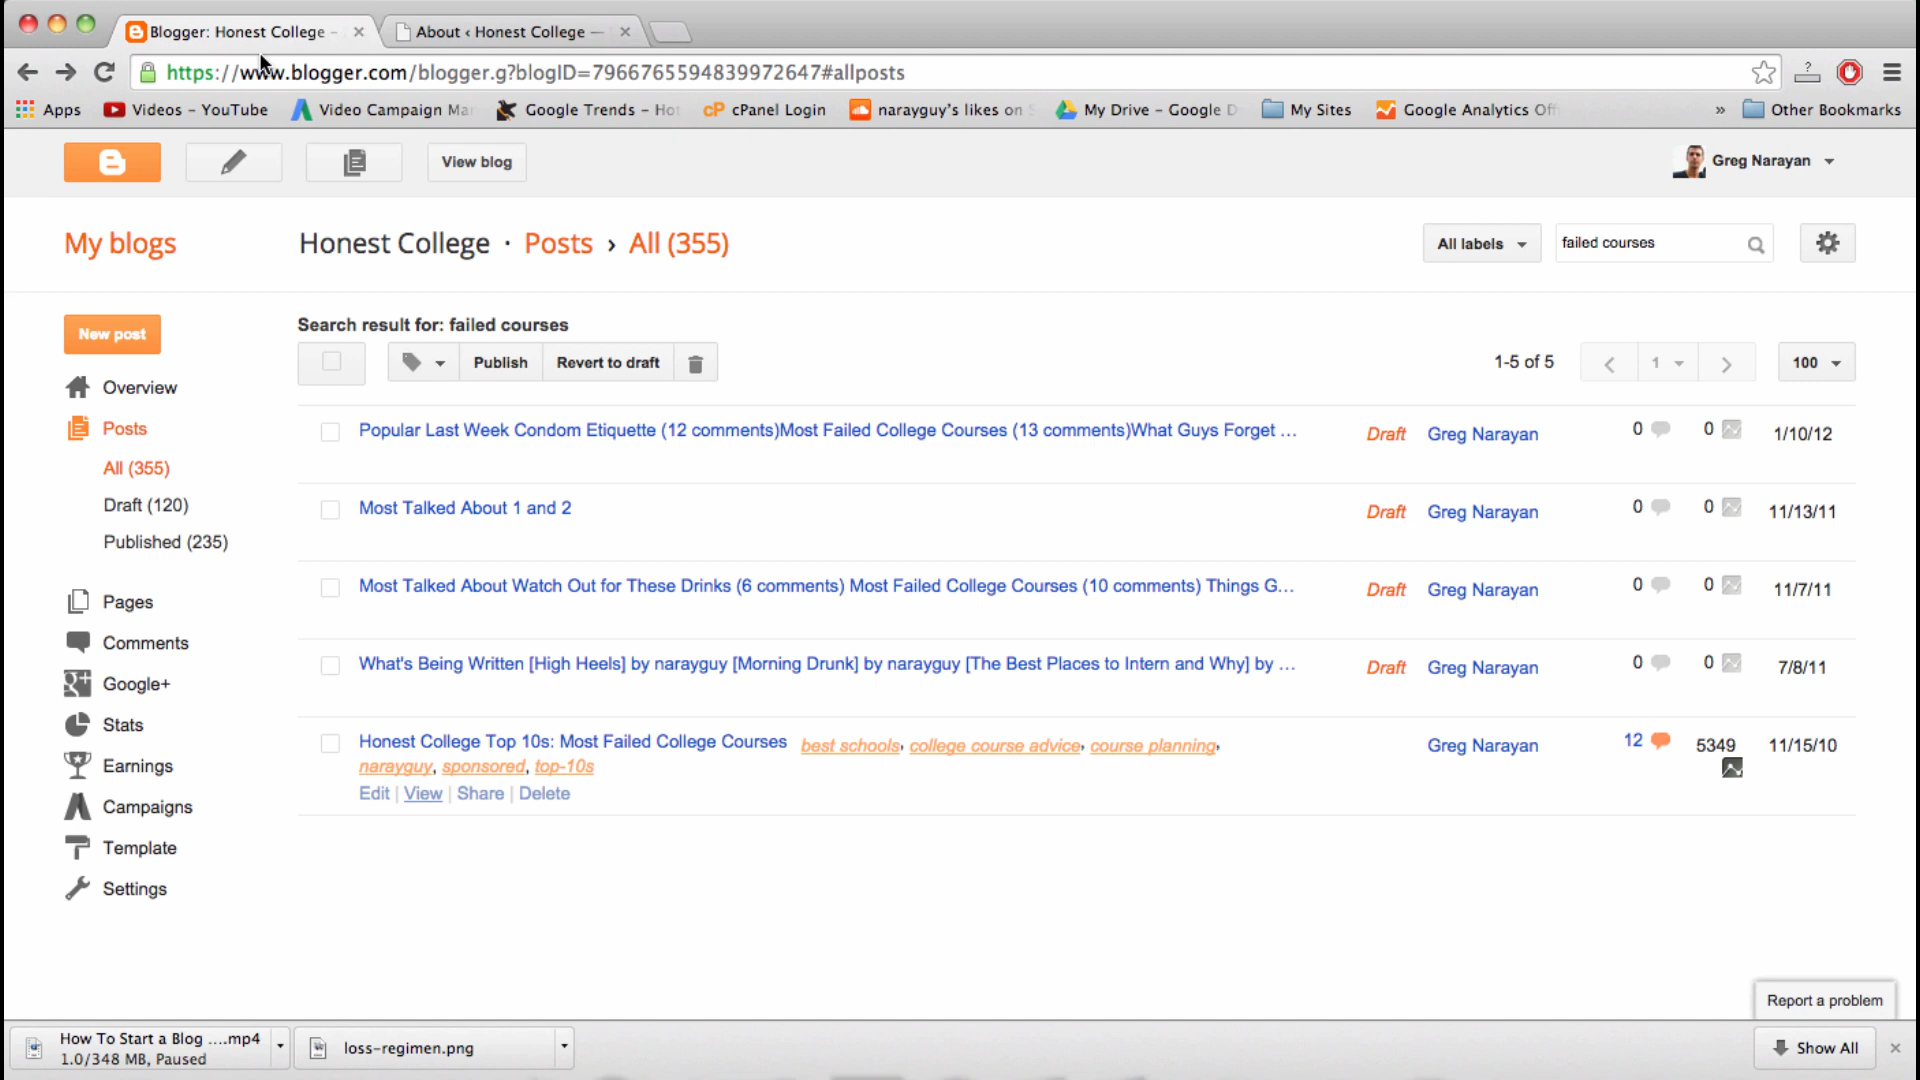 Blogger: Honest College -
About ‹ Honest College —
https://www.blogger.com/blogger.g?blogID=7966765594839972647#allposts
Apps
Videos - YouTube
Video Campaign Mar
Google Trends - Hot
cP cPanel Login
narayguy's likes on
My Drive - Google D
My Sites
Google Analytics Off
»
Other Bookmarks
View blog
Greg Narayan
My blogs
Honest College · Posts › All (355)
All labels
failed courses
New post
Overview
Posts
All (355)
Draft (120)
Published (235)
Pages
Comments
Google+
Stats
Earnings
Campaigns
Template
Settings
Search result for: failed courses
Publish
Revert to draft
1-5 of 5
1
100
Popular Last Week Condom Etiquette (12 comments)Most Failed College Courses (13 comments)What Guys Forget ...
Draft
Greg Narayan
0
0
1/10/12
Most Talked About 1 and 2
Draft
Greg Narayan
0
0
11/13/11
Most Talked About Watch Out for These Drinks (6 comments) Most Failed College Courses (10 comments) Things G...
Draft
Greg Narayan
0
0
11/7/11
What's Being Written [High Heels] by narayguy [Morning Drunk] by narayguy [The Best Places to Intern and Why] by ...
Draft
Greg Narayan
0
0
7/8/11
Honest College Top 10s: Most Failed College Courses best schools, college course advice, course planning,
narayguy, sponsored, top-10s
Edit | View | Share | Delete
Greg Narayan
12
5349
11/15/10
Report a problem
How To Start a Blog ....mp4
1.0/348 MB, Paused
loss-regimen.png
Show All